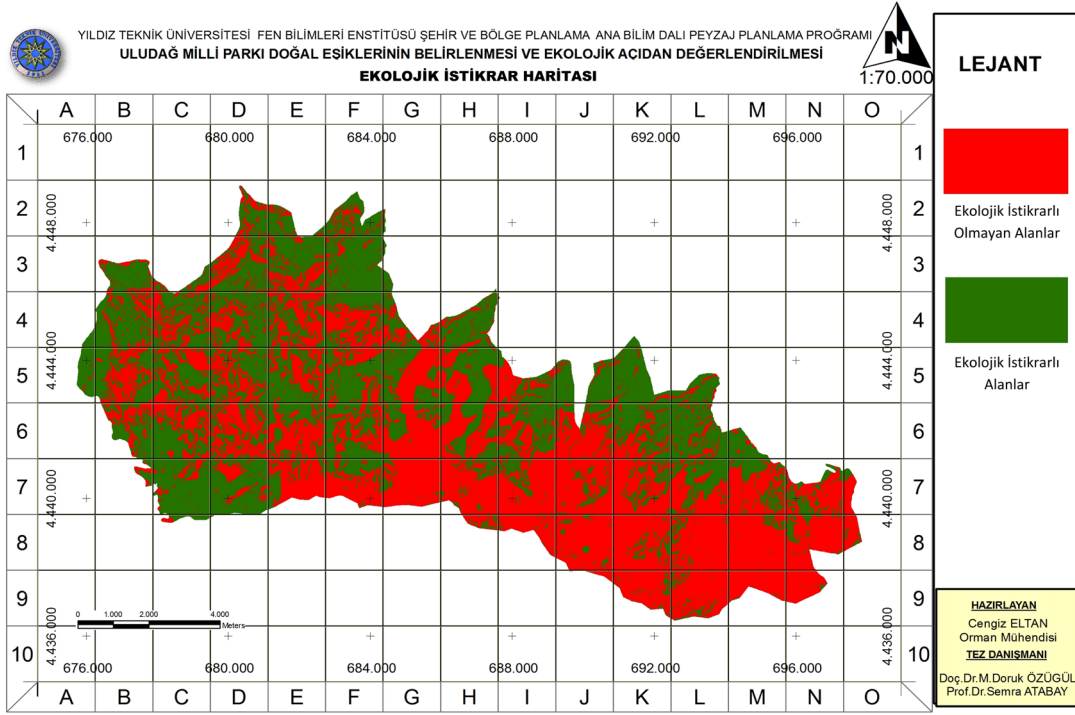 YILDIZ TEKNİK ÜNİVERSİTESİ FEN BİLİMLERİ ENSTİTÜSÜ ŞEHİR VE BÖLGE PLANLAMA ANA BİLİM DALI PEYZAJ PLANLAMA PROĞRAMI
ULUDAĞ MİLLİ PARKI DOĞAL EŞİKLERİNİN BELIRLENMESİ VE EKOLOJİK AÇIDAN DEĞERLENDİRİLMESİ
EKOLOJİK İSTİKRAR HARİTASI
N
1:70.000
A B C D E F G H I J K L M N O
676.000 680.000 684.000 688.000 692.000 696.000
1 1
2 4.448.000 4.448.000 2
3 3
4 4
5 4.444.000 4.444.000 5
6 6
7 4.440.000 4.440.000 7
8 8
9 9
0 1.000 2.000 4.000
Meters
10 4.436.000 4.436.000 10
676.000 680.000 684.000 688.000 692.000 696.000
A B C D E F G H I J K L M N O
LEJANT
Ekolojik İstikrarlı
Olmayan Alanlar
Ekolojik İstikrarlı
Alanlar
HAZIRLAYAN
Cengiz ELTAN
Orman Mühendisi
TEZ DANIŞMANI
Doç.Dr.M.Doruk ÖZÜGÜL
Prof.Dr.Semra ATABAY